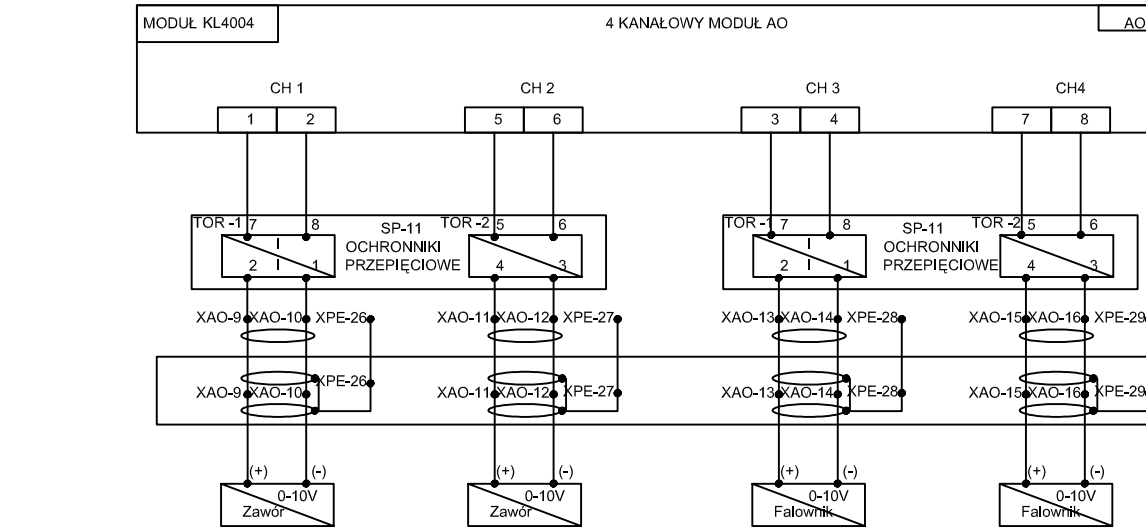 MODUŁ KL4004 4 KANAŁOWY MODUŁ AO AO
CH 1 CH 2 CH 3 CH4
1 2 5 6 3 4 7 8
TOR -1 7 8 SP-11 TOR -2 5 6 TOR -1 7 8 SP-11 TOR -2 5 6
OCHRONNIKI OCHRONNIKI
2 1 PRZEPIĘCIOWE 4 3 2 1 PRZEPIĘCIOWE 4 3
XAO-9 XAO-10 XPE-26 XAO-11 XAO-12 XPE-27 XAO-13 XAO-14 XPE-28 XAO-15 XAO-16 XPE-29
XAO-9 XAO-10 XPE-26 XAO-11 XAO-12 XPE-27 XAO-13 XAO-14 XPE-28 XAO-15 XAO-16 XPE-29
(+) (-) (+) (-) (+) (-) (+) (-)
0-10V 0-10V 0-10V 0-10V
Zawór Zawór Falownik Falownik